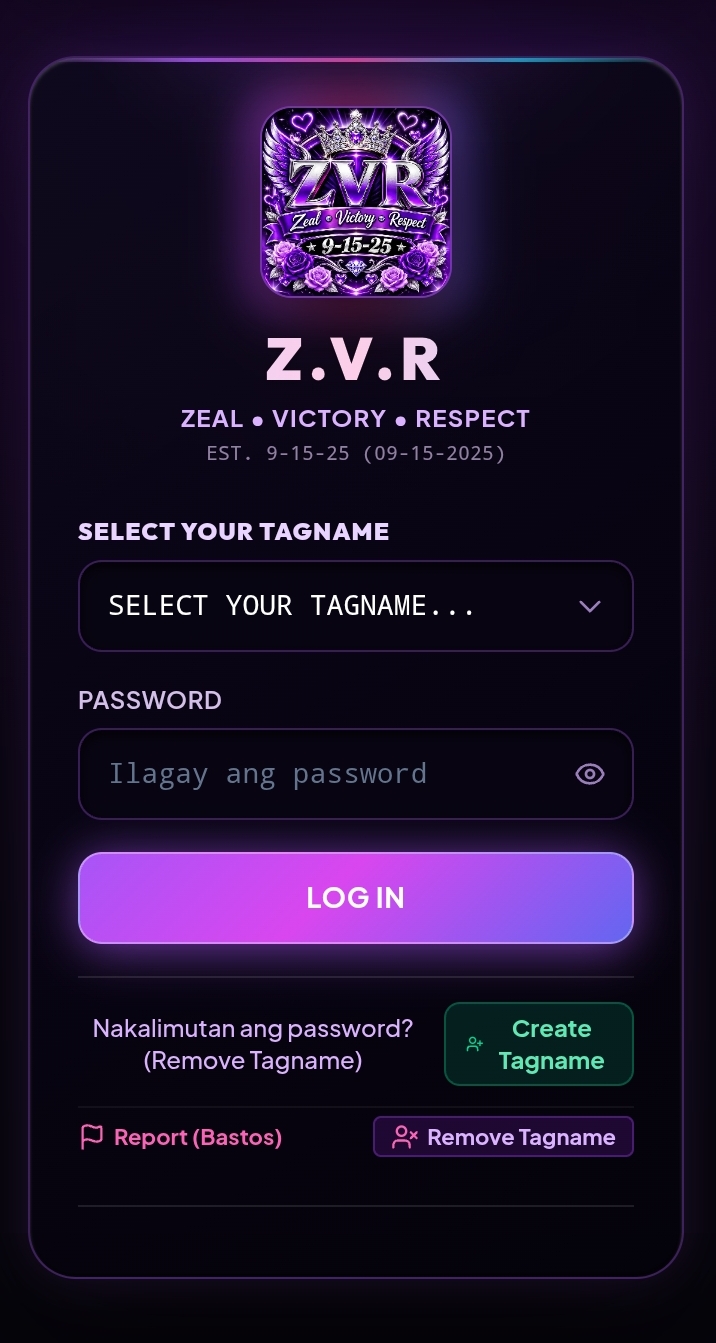 ZVR
Zeal • Victory • Respect
★ 9-15-25 ★
Z.V.R
ZEAL ● VICTORY ● RESPECT
EST. 9-15-25 (09-15-2025)
SELECT YOUR TAGNAME
SELECT YOUR TAGNAME...
PASSWORD
Ilagay ang password
LOG IN
Nakalimutan ang password?
(Remove Tagname)
Create
Tagname
Report (Bastos)
Remove Tagname